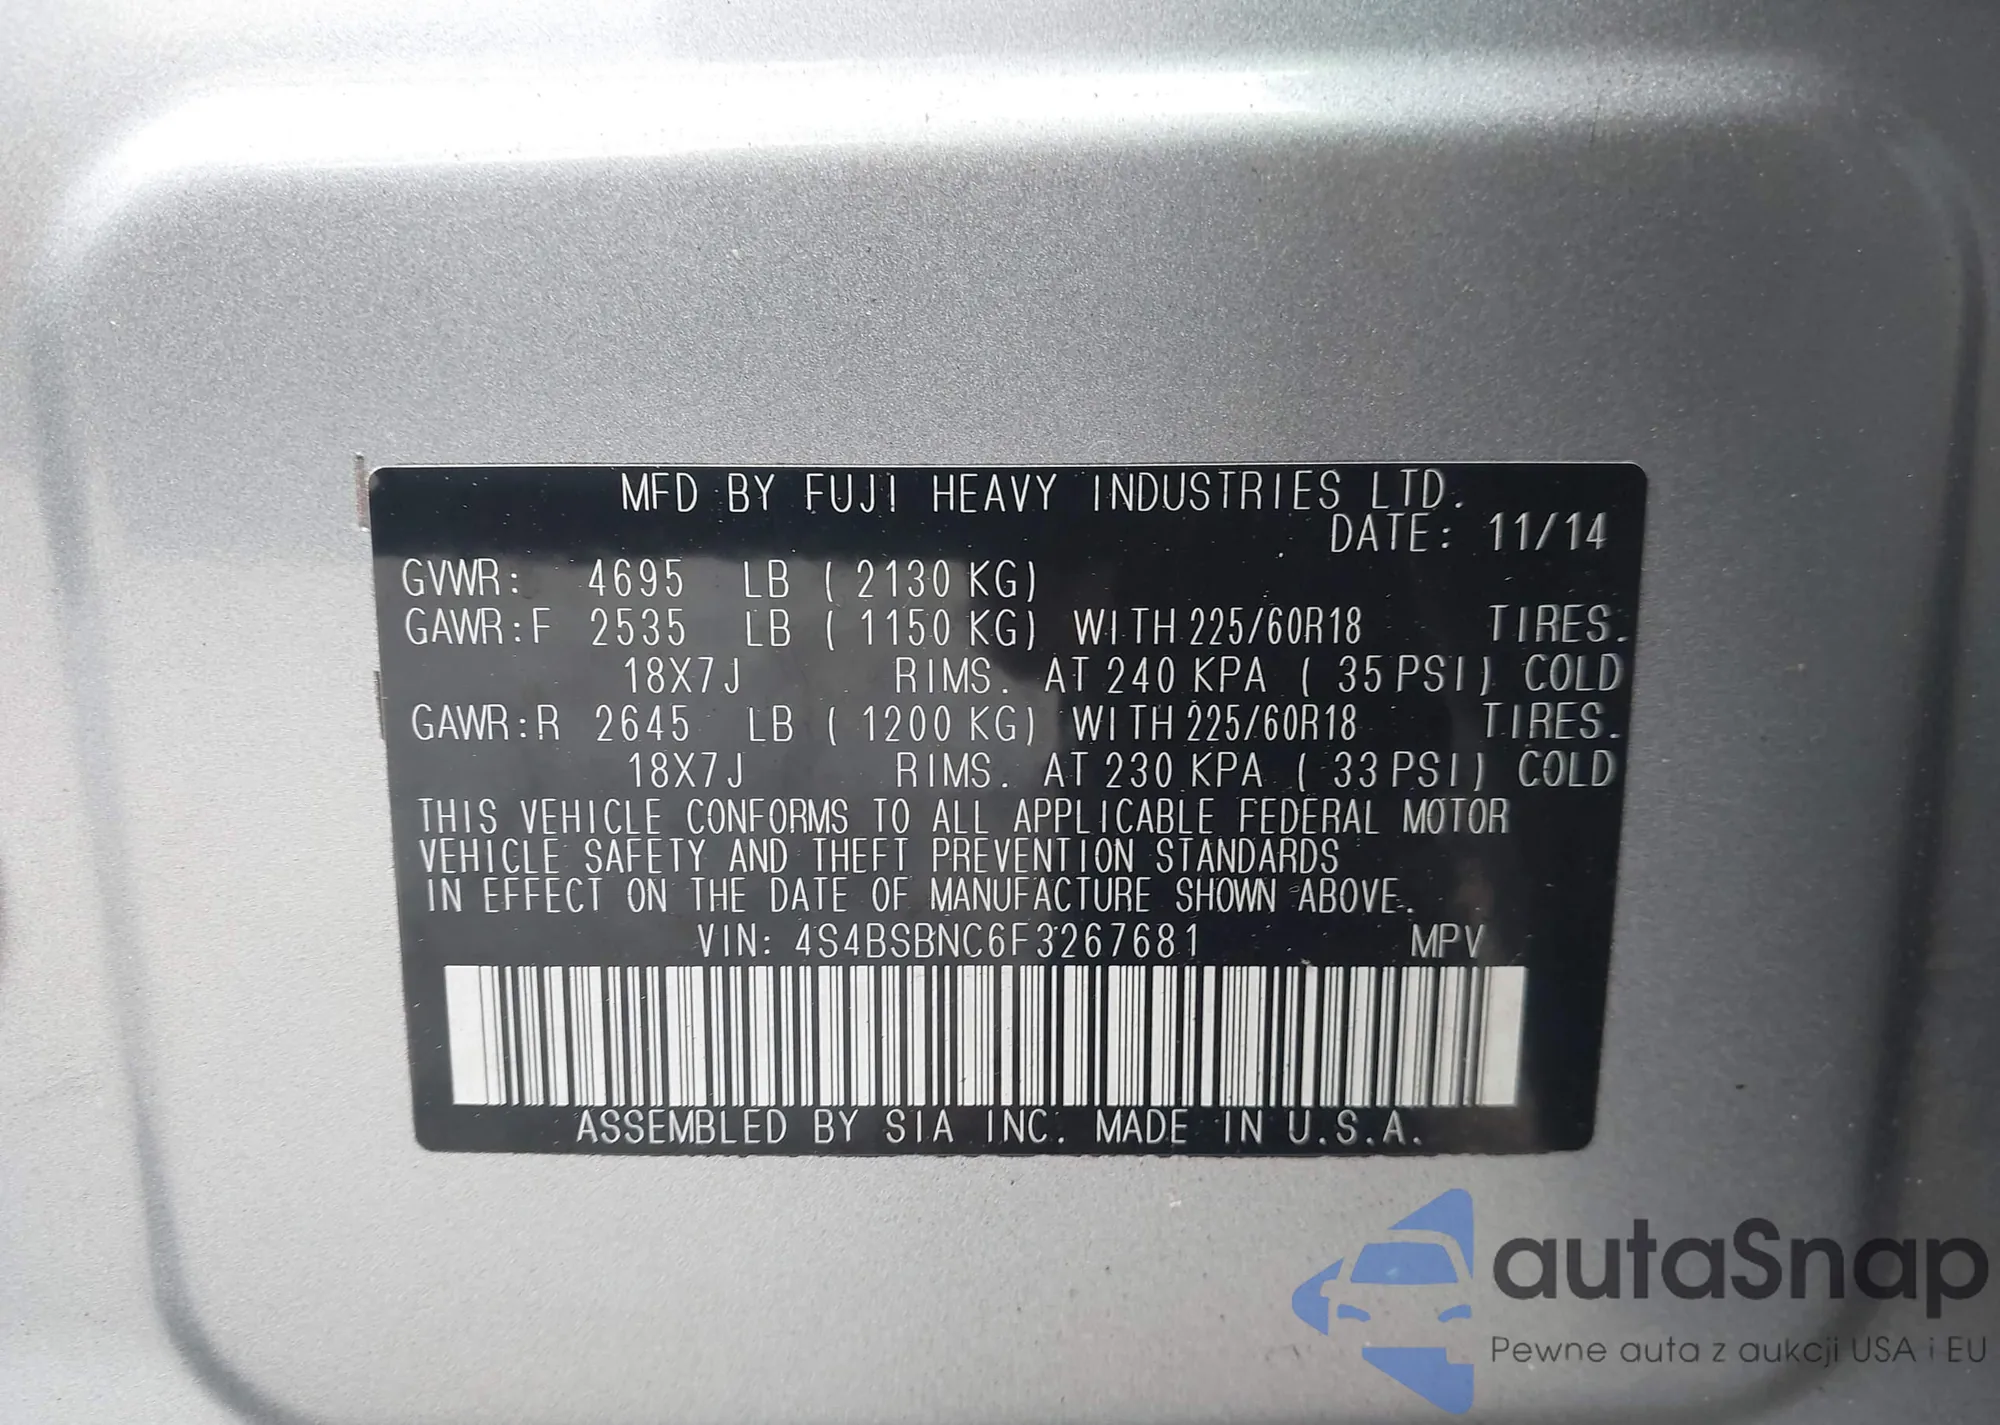 MFD BY FUJI HEAVY INDUSTRIES LTD.
DATE: 11/14
GVWR: 4695 LB ( 2130 KG)
GAWR:F 2535 LB ( 1150 KG) WITH 225/60R18 TIRES.
18X7J RIMS. AT 240 KPA ( 35 PSI) COLD
GAWR:R 2645 LB ( 1200 KG) WITH 225/60R18 TIRES.
18X7J RIMS. AT 230 KPA ( 33 PSI) COLD
THIS VEHICLE CONFORMS TO ALL APPLICABLE FEDERAL MOTOR
VEHICLE SAFETY AND THEFT PREVENTION STANDARDS
IN EFFECT ON THE DATE OF MANUFACTURE SHOWN ABOVE.
VIN: 4S4BSBNC6F3267681 MPV
ASSEMBLED BY SIA INC. MADE IN U.S.A.
autaSnap
Pewne auta z aukcji USA i EU